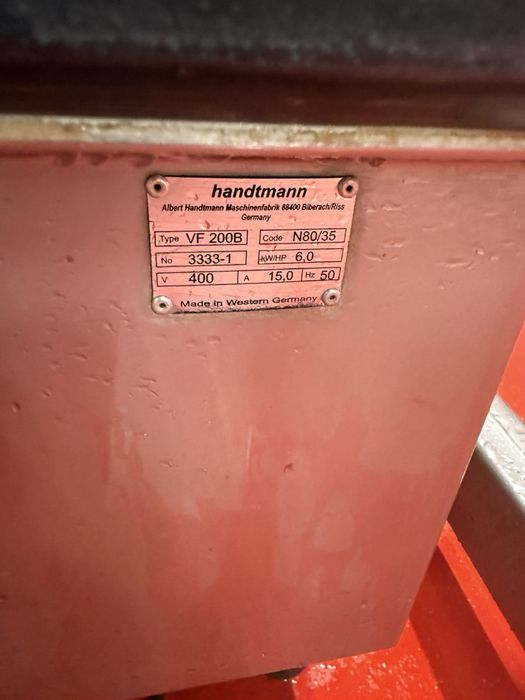 handtmann
Albert Handtmann Maschinenfabrik 88400 Biberach/Riss
Germany
Type VF 200B Code N80/35
No 3333-1 kW/HP 6,0
V 400 A 15,0 Hz 50
Made in Western Germany